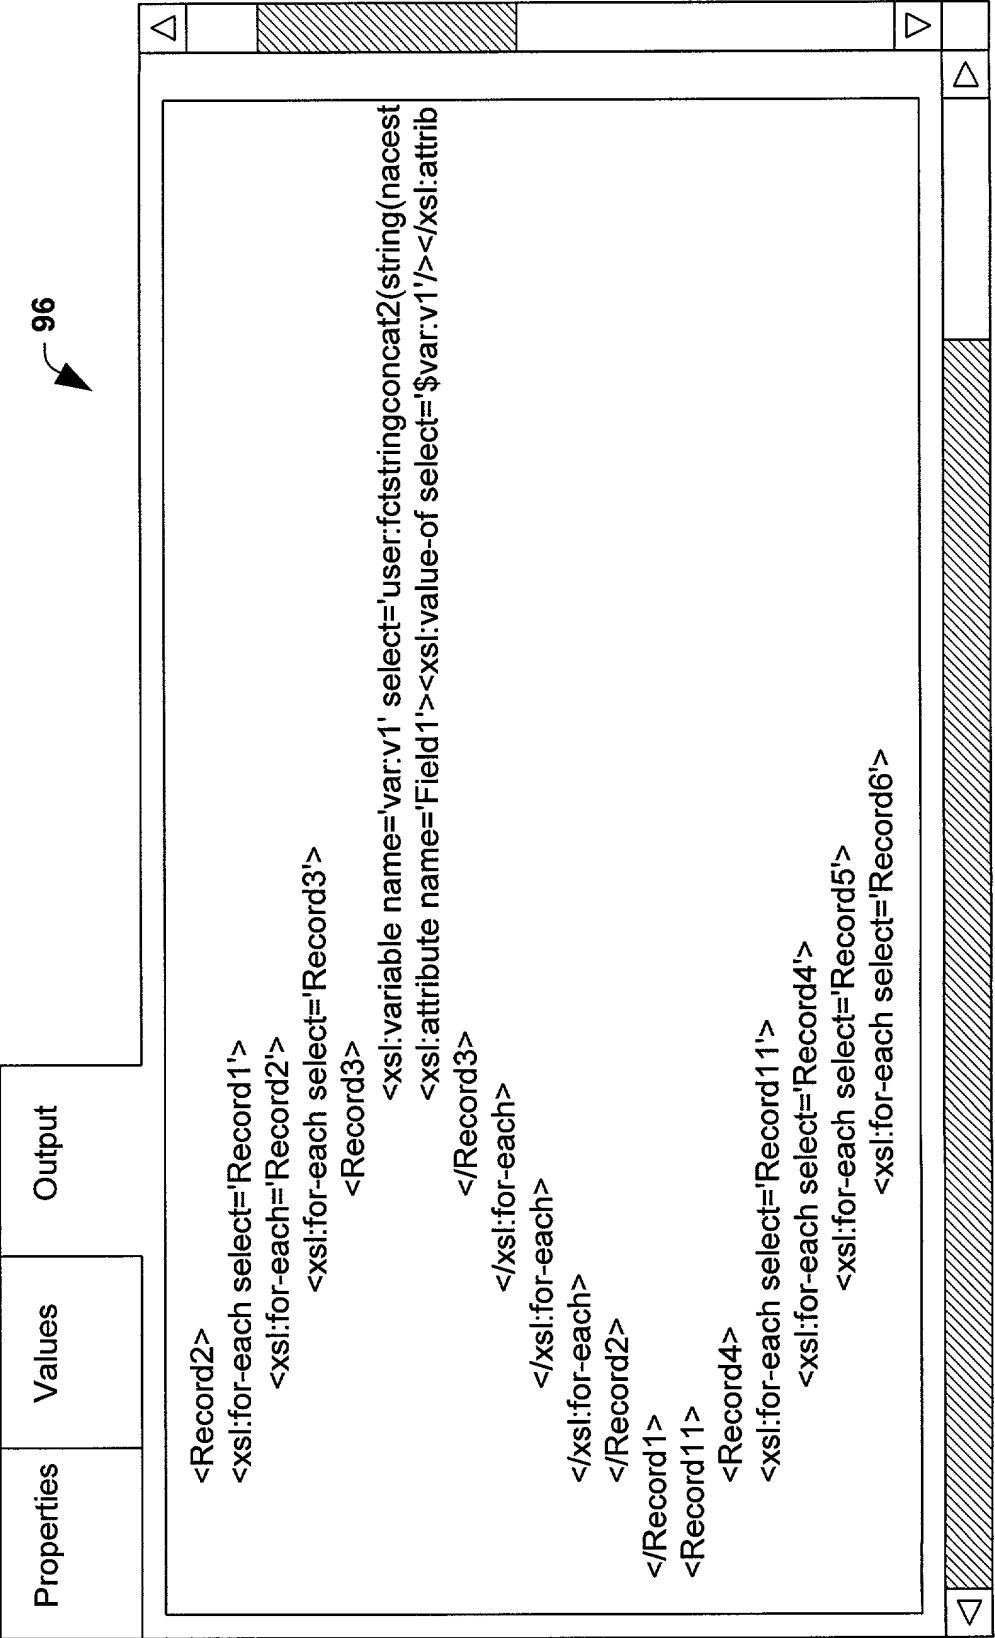 96
Properties Values Output
<Record2>
<xsl:for-each select='Record1'>
<xsl:for-each='Record2'>
<xsl:for-each select='Record3'>
<Record3>
<xsl:variable name='var:v1' select='user:fctstringconcat2(string(nacest
<xsl:attribute name='Field1'><xsl:value-of select='$var:v1'/></xsl:attrib
</Record3>
</xsl:for-each>
</xsl:for-each>
</xsl:for-each>
</Record2>
</Record1>
<Record11>
<Record4>
<xsl:for-each select='Record11'>
<xsl:for-each select='Record4'>
<xsl:for-each select='Record5'>
<xsl:for-each select='Record6'>